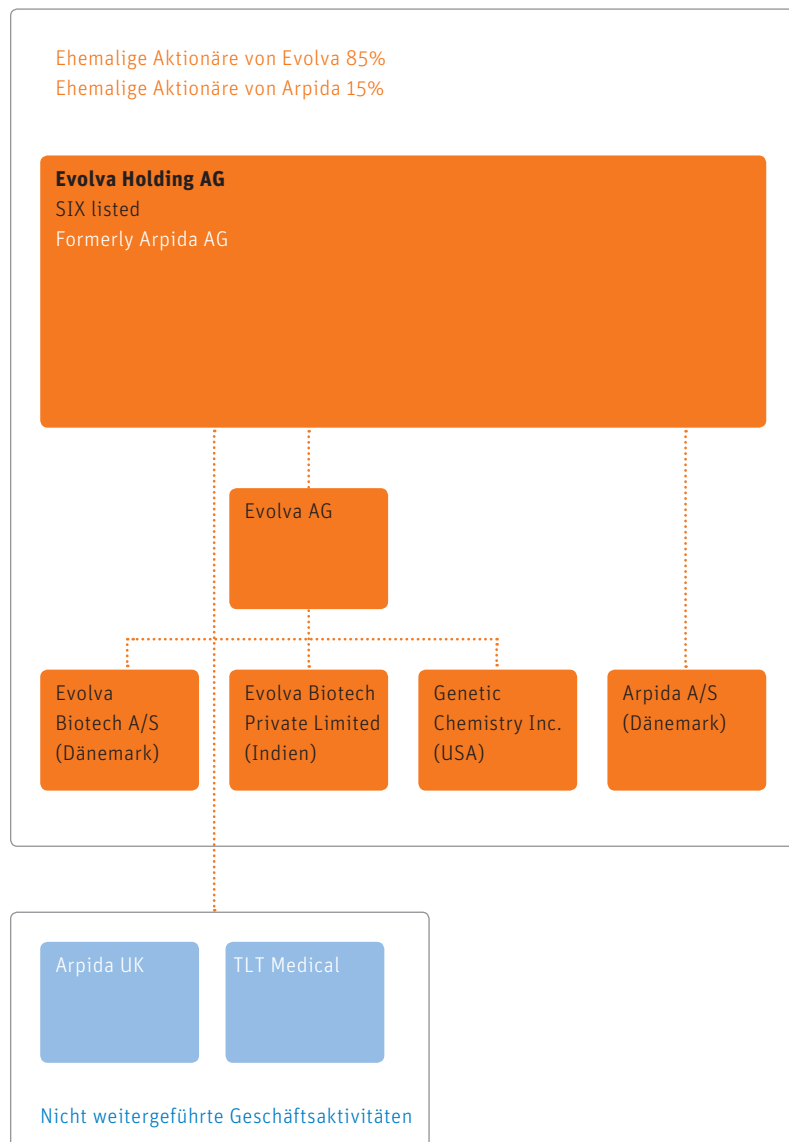 Ehemalige Aktionäre von Evolva 85%
Ehemalige Aktionäre von Arpida 15%
Evolva Holding AG
SIX listed
Formerly Arpida AG
Evolva AG
Evolva
Biotech A/S
(Dänemark)
Evolva Biotech
Private Limited
(Indien)
Genetic
Chemistry Inc.
(USA)
Arpida A/S
(Dänemark)
Arpida UK
TLT Medical
Nicht weitergeführte Geschäftsaktivitäten